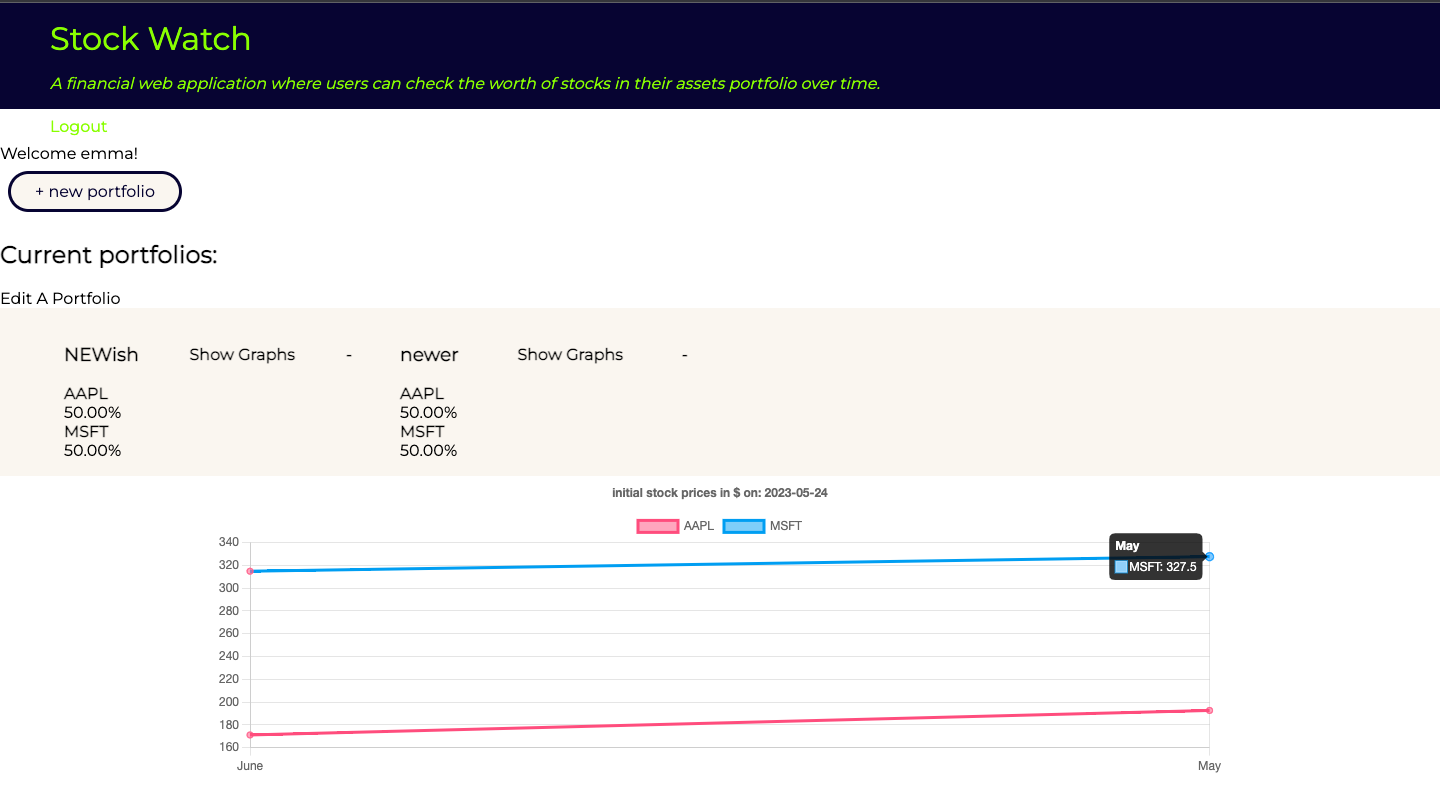 Stock Watch
A financial web application where users can check the worth of stocks in their assets portfolio over time.
Logout
Welcome emma!
+ new portfolio
Current portfolios:
Edit A Portfolio
NEWish Show Graphs - newer Show Graphs -
AAPL AAPL
50.00% 50.00%
MSFT MSFT
50.00% 50.00%
initial stock prices in $ on: 2023-05-24
AAPL MSFT
340
May
320
MSFT: 327.5
300
280
260
240
220
200
180
160
June May